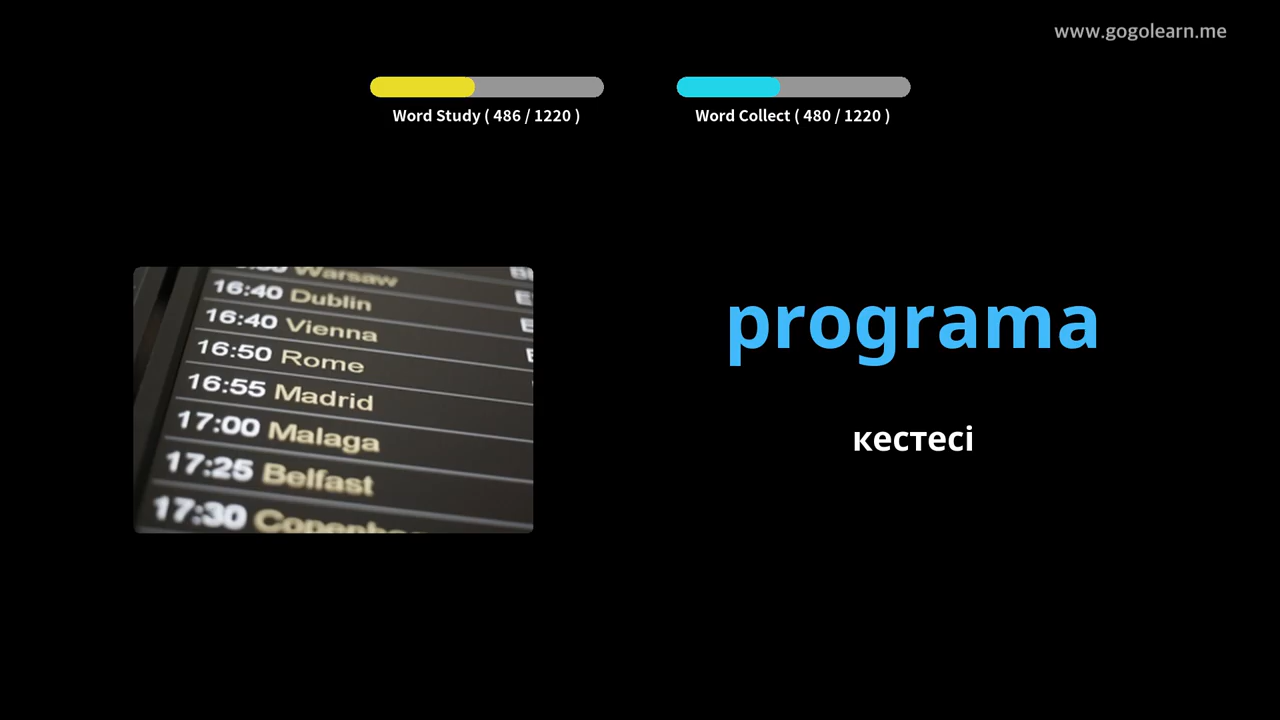 www.gogolearn.me
Word Study ( 486 / 1220 )
Word Collect ( 480 / 1220 )
Warsaw
16:40 Dublin
16:40 Vienna
16:50 Rome
16:55 Madrid
17:00 Malaga
17:25 Belfast
17:30
programa
кестесі